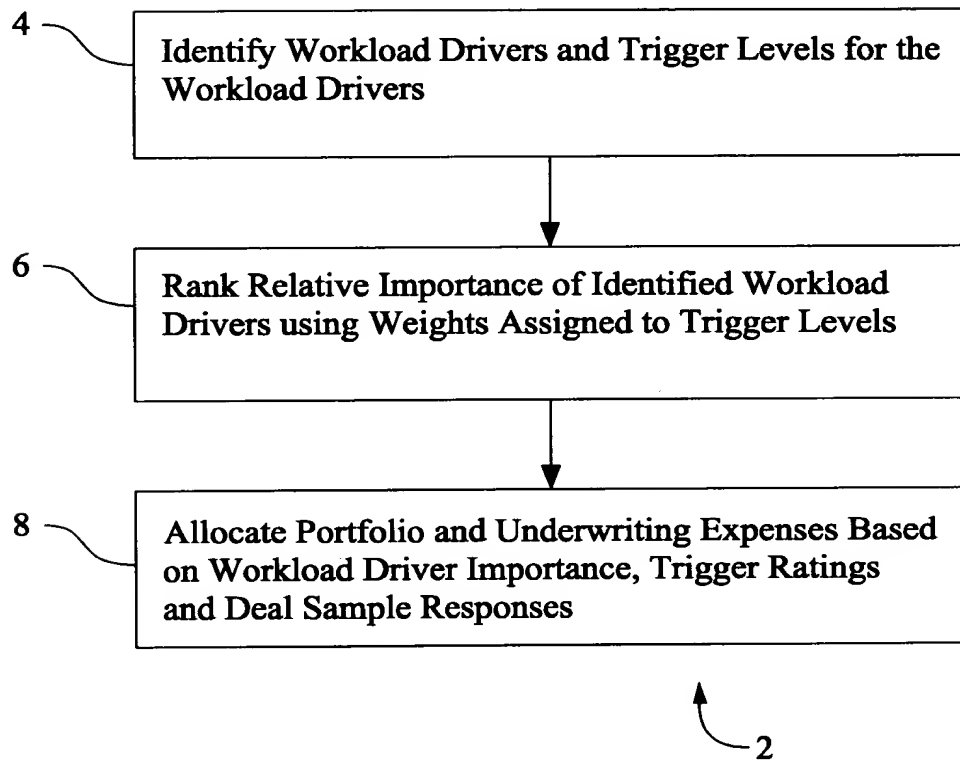 4
Identify Workload Drivers and Trigger Levels for the
Workload Drivers
6
Rank Relative Importance of Identified Workload
Drivers using Weights Assigned to Trigger Levels
8
Allocate Portfolio and Underwriting Expenses Based
on Workload Driver Importance, Trigger Ratings
and Deal Sample Responses
2